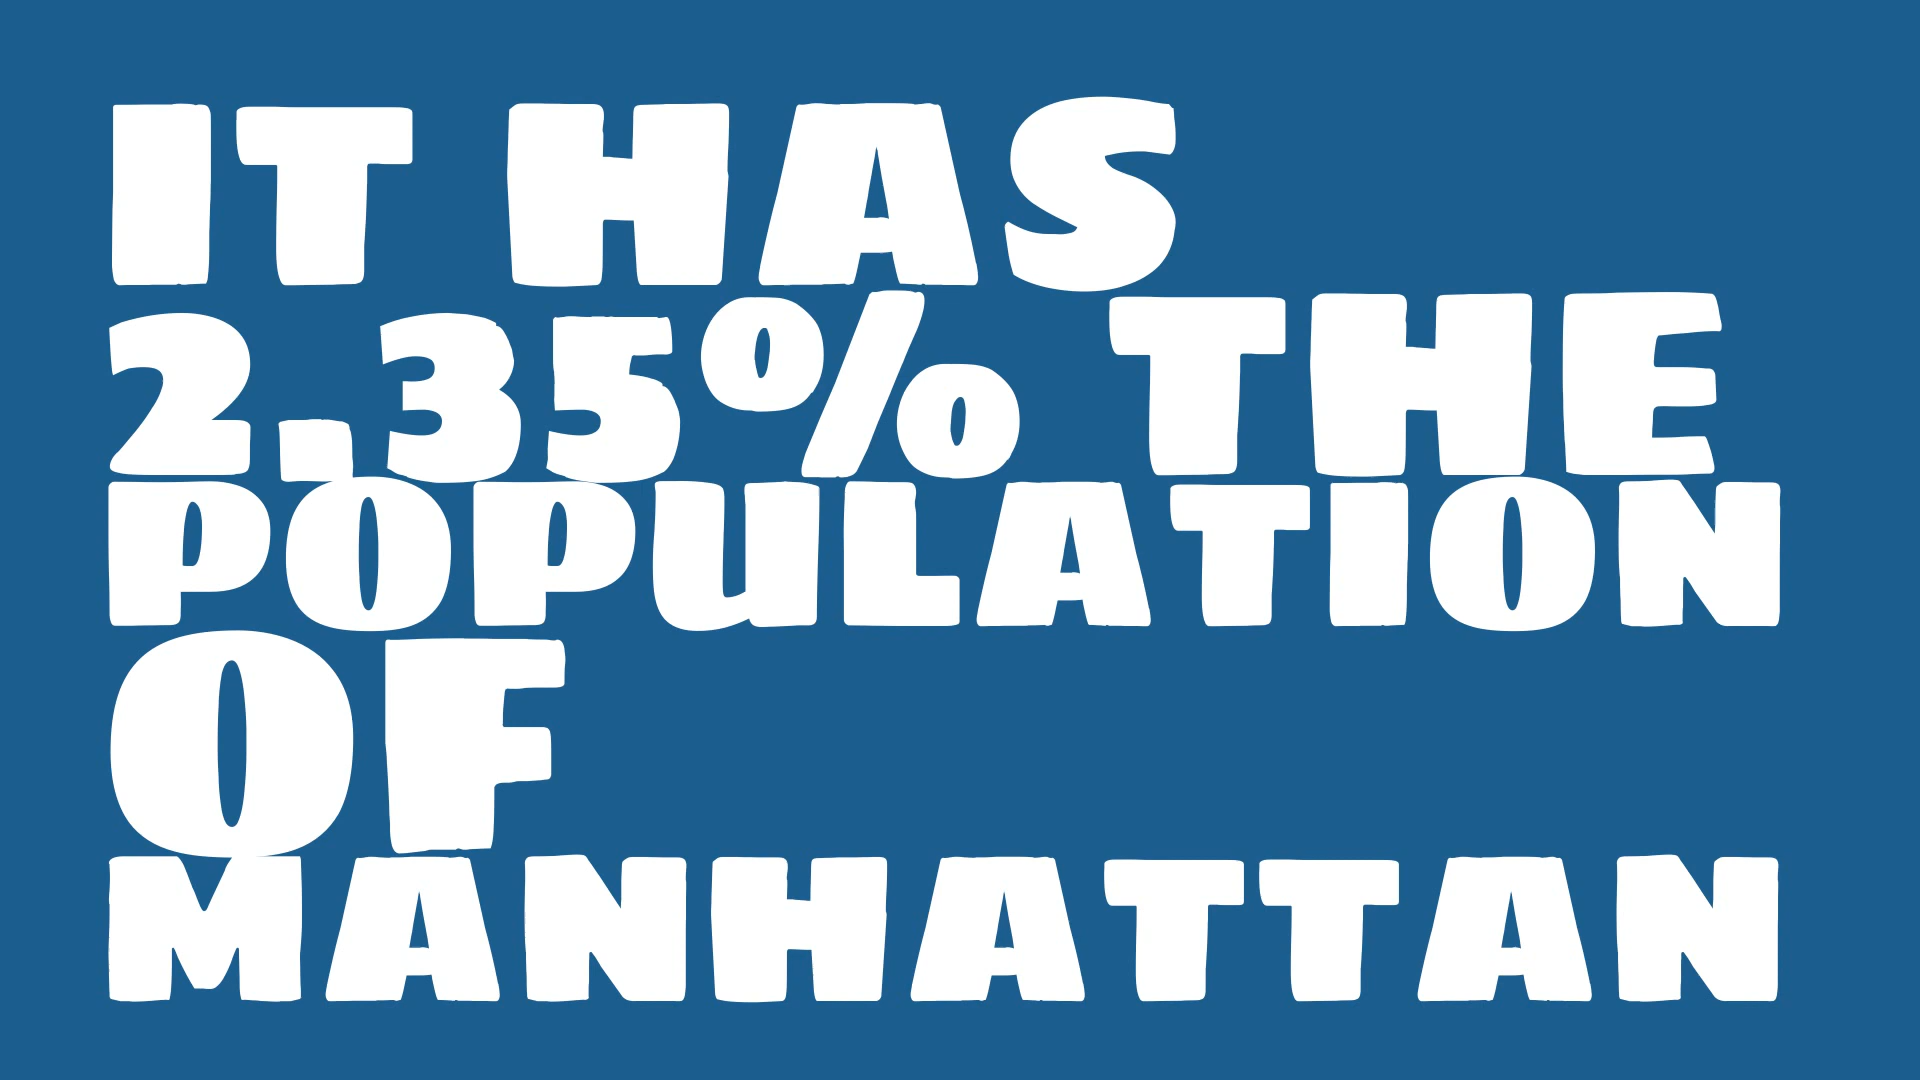 IT HAS
2.35% THE
POPULATION
OF
MANHATTAN